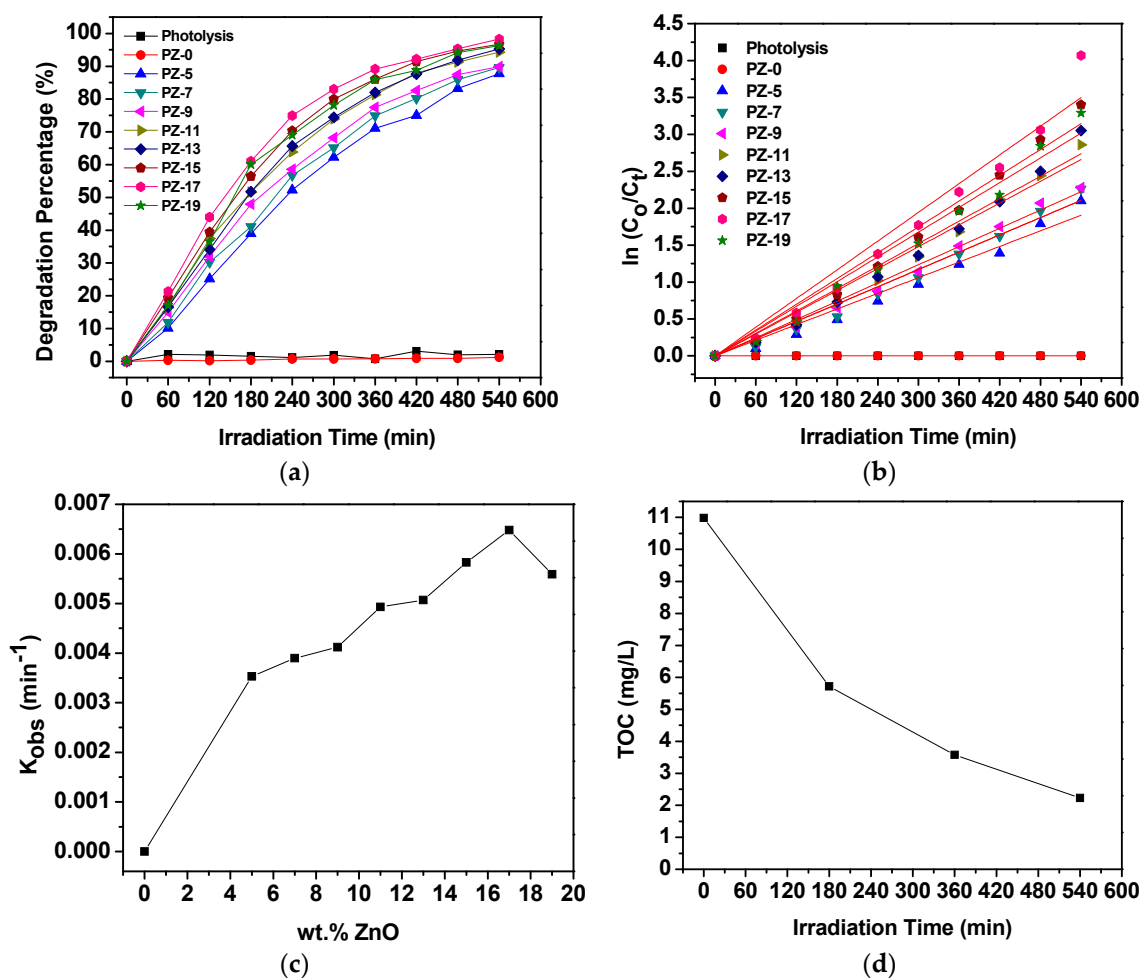 100
90
80
70
60
50
40
30
20
10
0
Degradation Percentage (%)
Photolysis
PZ-0
PZ-5
PZ-7
PZ-9
PZ-11
PZ-13
PZ-15
PZ-17
PZ-19
0 60 120 180 240 300 360 420 480 540 600
Irradiation Time (min)
(a)
4.5
4.0
3.5
3.0
2.5
2.0
1.5
1.0
0.5
0.0
ln (Co/Ct)
Photolysis
PZ-0
PZ-5
PZ-7
PZ-9
PZ-11
PZ-13
PZ-15
PZ-17
PZ-19
0 60 120 180 240 300 360 420 480 540 600
Irradiation Time (min)
(b)
0.007
0.006
0.005
0.004
0.003
0.002
0.001
0.000
Kobs (min-1)
0 2 4 6 8 10 12 14 16 18 20
wt.% ZnO
(c)
11
10
9
8
7
6
5
4
3
2
1
0
TOC (mg/L)
0 60 120 180 240 300 360 420 480 540 600
Irradiation Time (min)
(d)